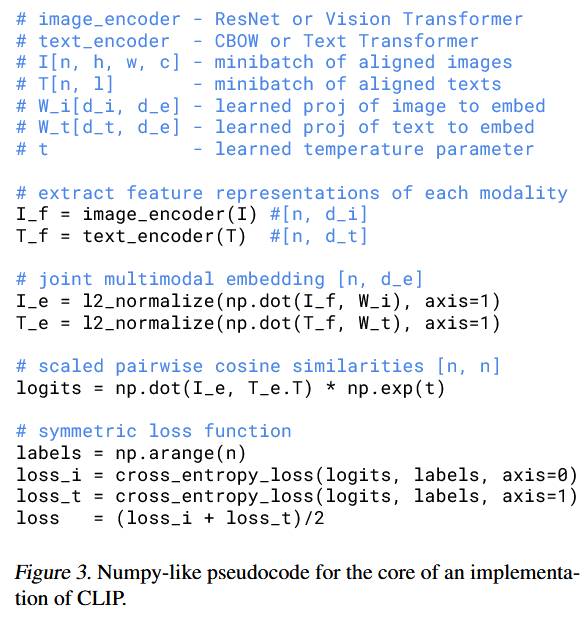 # image_encoder - ResNet or Vision Transformer
# text_encoder - CBOW or Text Transformer
# I[n, h, w, c] - minibatch of aligned images
# T[n, l] - minibatch of aligned texts
# W_i[d_i, d_e] - learned proj of image to embed
# W_t[d_t, d_e] - learned proj of text to embed
# t - learned temperature parameter
# extract feature representations of each modality
I_f = image_encoder(I) #[n, d_i]
T_f = text_encoder(T) #[n, d_t]
# joint multimodal embedding [n, d_e]
I_e = l2_normalize(np.dot(I_f, W_i), axis=1)
T_e = l2_normalize(np.dot(T_f, W_t), axis=1)
# scaled pairwise cosine similarities [n, n]
logits = np.dot(I_e, T_e.T) * np.exp(t)
# symmetric loss function
labels = np.arange(n)
loss_i = cross_entropy_loss(logits, labels, axis=0)
loss_t = cross_entropy_loss(logits, labels, axis=1)
loss = (loss_i + loss_t)/2
Figure 3. Numpy-like pseudocode for the core of an implementa-
tion of CLIP.